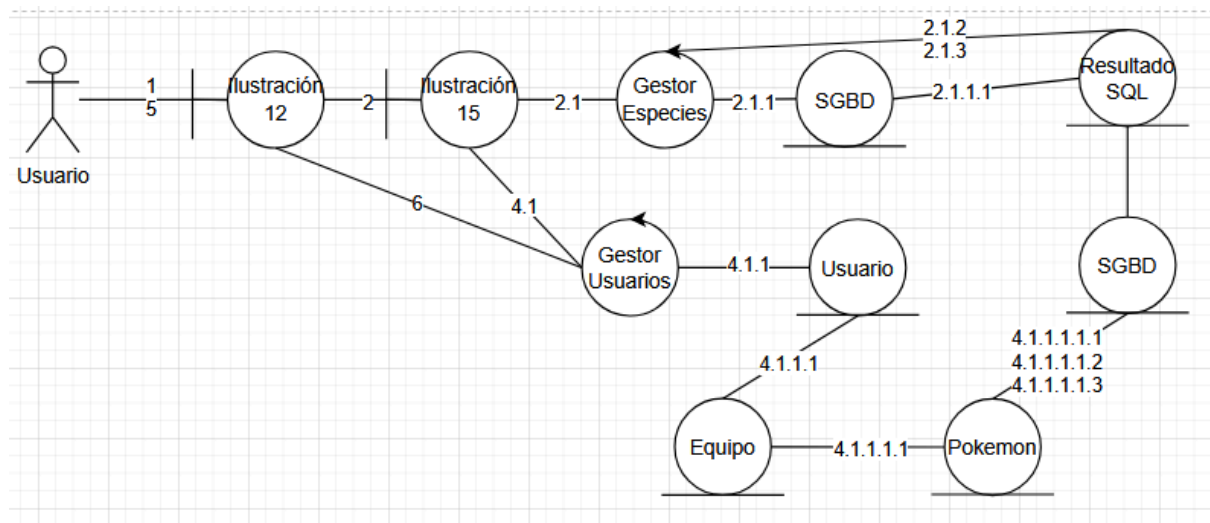 2.1.2
2.1.3
1
5
Ilustración
12
2
Ilustración
15
2.1
Gestor
Especies
2.1.1
SGBD
2.1.1.1
Resultado
SQL
Usuario
6
4.1
Gestor
Usuarios
4.1.1
Usuario
SGBD
4.1.1.1
4.1.1.1.1.1
4.1.1.1.1.2
4.1.1.1.1.3
Equipo
4.1.1.1.1
Pokemon